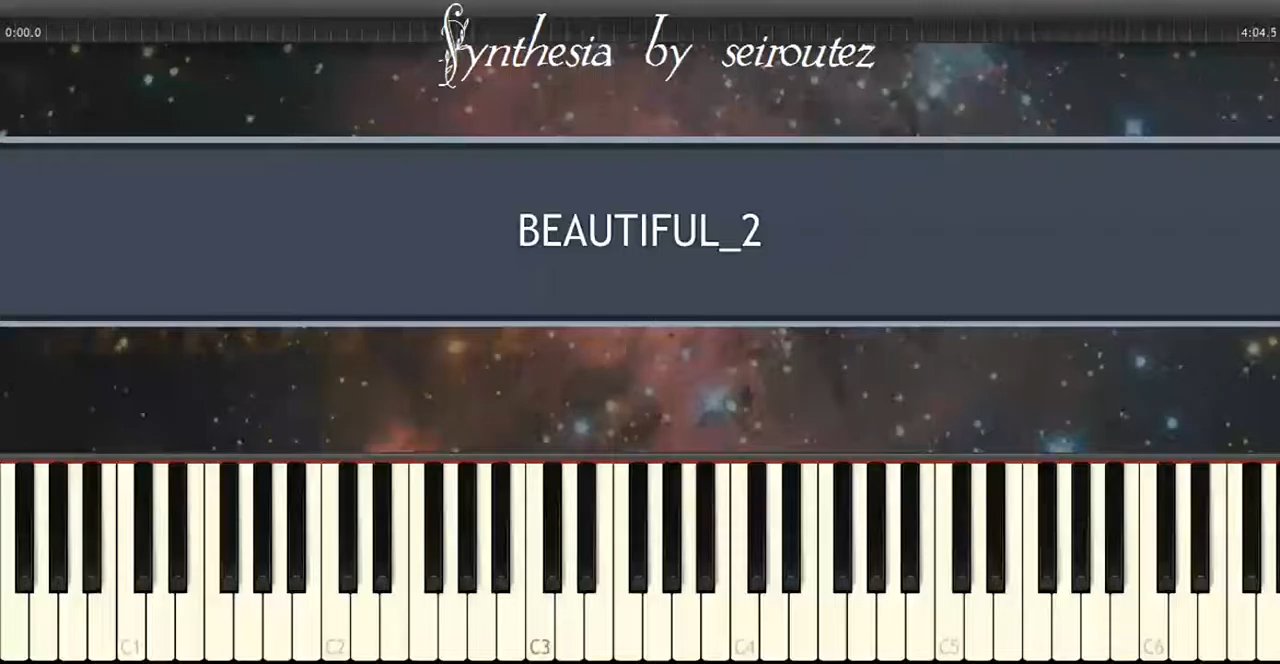 0:00.0
4:04.5
Synthesia by seiroutez
BEAUTIFUL_2
C1 C2 C3 C4 C5 C6